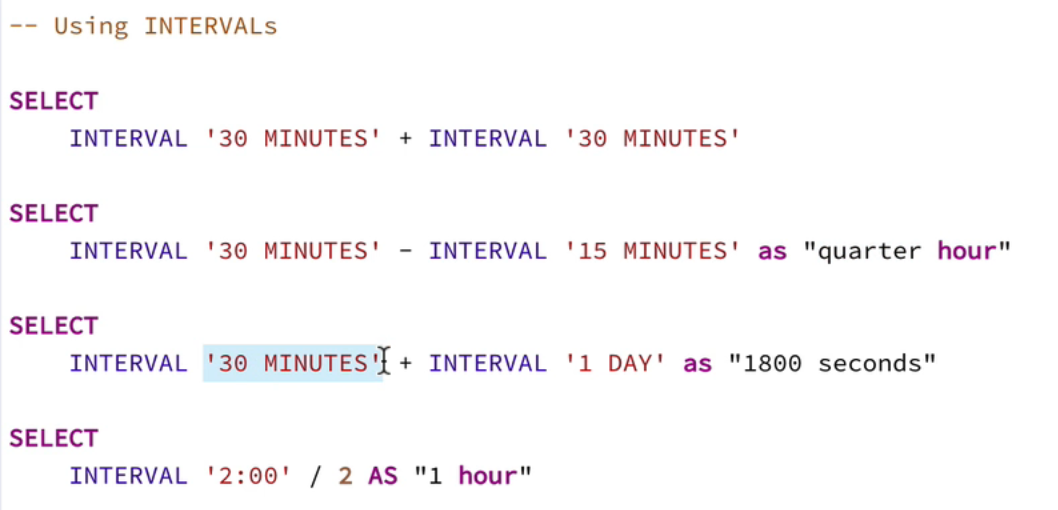 -- Using INTERVALs
SELECT
INTERVAL '30 MINUTES' + INTERVAL '30 MINUTES'
SELECT
INTERVAL '30 MINUTES' - INTERVAL '15 MINUTES' as "quarter hour"
SELECT
INTERVAL '30 MINUTES' + INTERVAL '1 DAY' as "1800 seconds"
SELECT
INTERVAL '2:00' / 2 AS "1 hour"